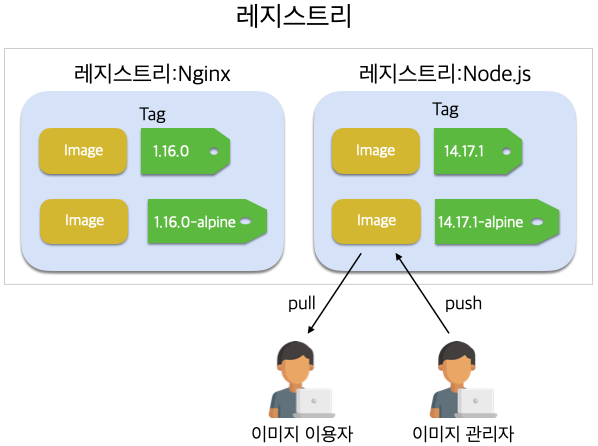 레지스트리
레지스트리:Nginx
Tag
Image
1.16.0
Image
1.16.0-alpine
레지스트리:Node.js
Tag
Image
14.17.1
Image
14.17.1-alpine
pull
push
이미지 이용자
이미지 관리자